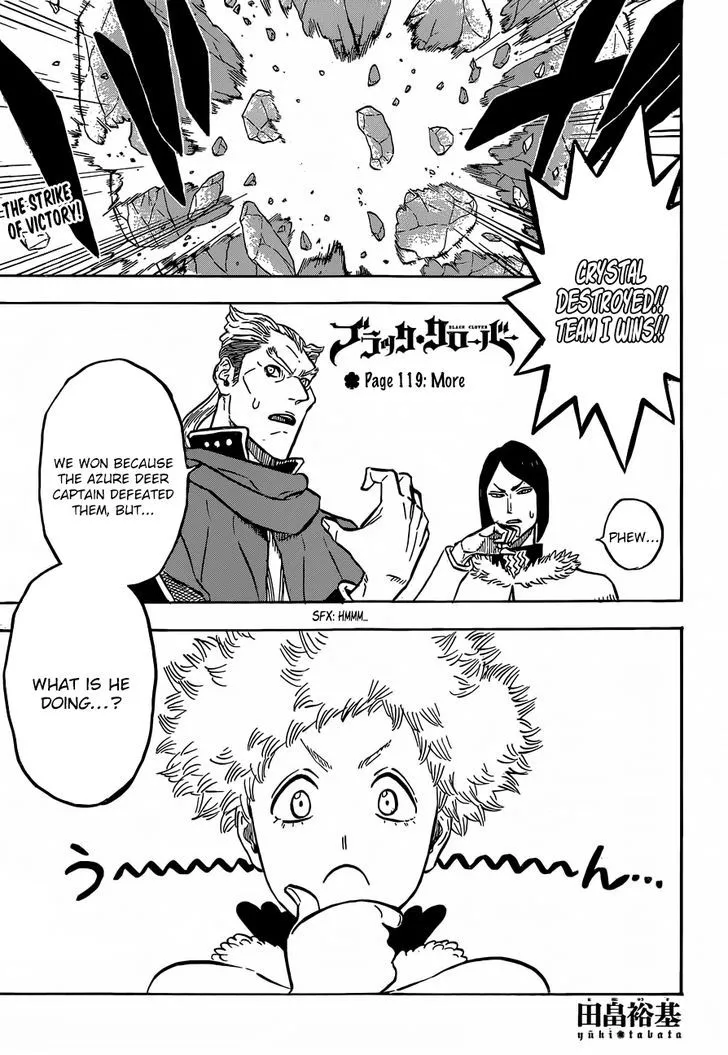 CRYSTAL
DESTROYED!!
TEAM I WINS!!
THE STRIKE
OF VICTORY!
ブラック・クローバー
BLACK CLOVER
Page 119: More
PHEW...
WE WON BECAUSE
THE AZURE DEER
CAPTAIN DEFEATED
THEM, BUT...
SFX: HMMM...
WHAT IS HE
DOING...?
う~~~ん...
田畠裕基
yūki tabata